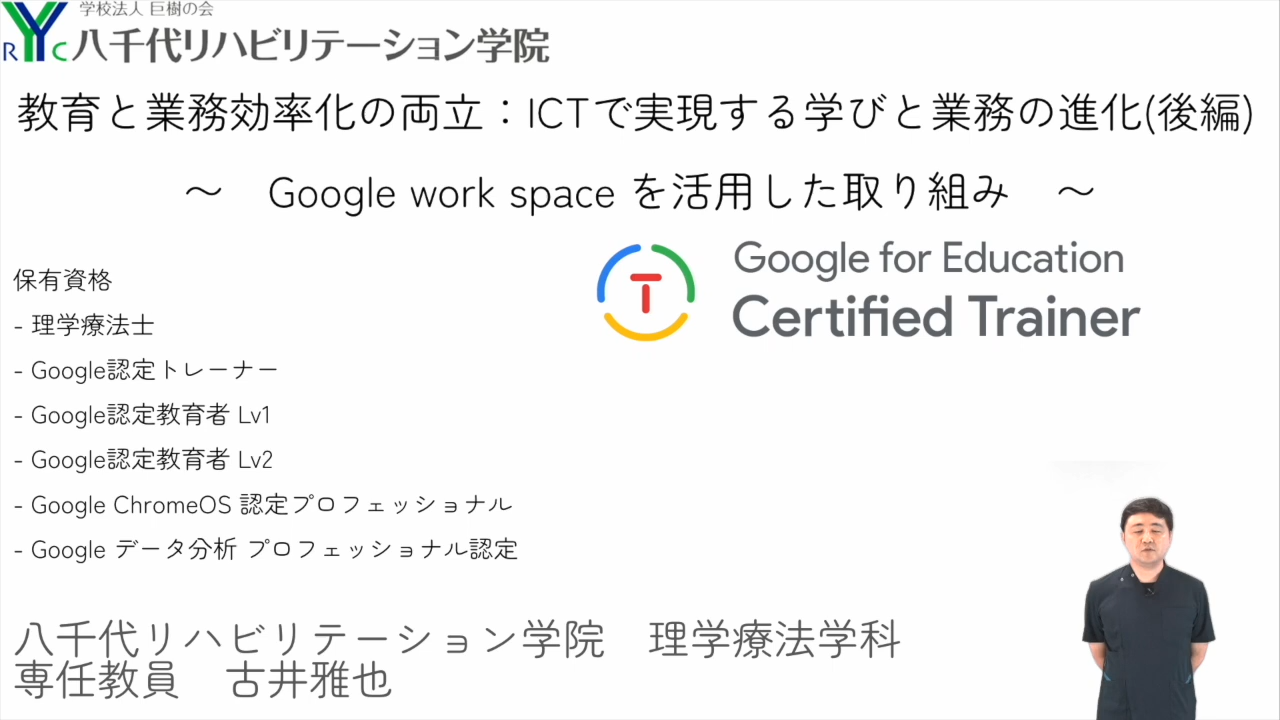 学校法人 巨樹の会
RYC 八千代リハビリテーション学院
教育と業務効率化の両立：ICTで実現する学びと業務の進化(後編)
～　Google work space を活用した取り組み　～
Google for Education
Certified Trainer
保有資格
- 理学療法士
- Google認定トレーナー
- Google認定教育者 Lv1
- Google認定教育者 Lv2
- Google ChromeOS 認定プロフェッショナル
- Google データ分析 プロフェッショナル認定
八千代リハビリテーション学院　理学療法学科
専任教員　古井雅也